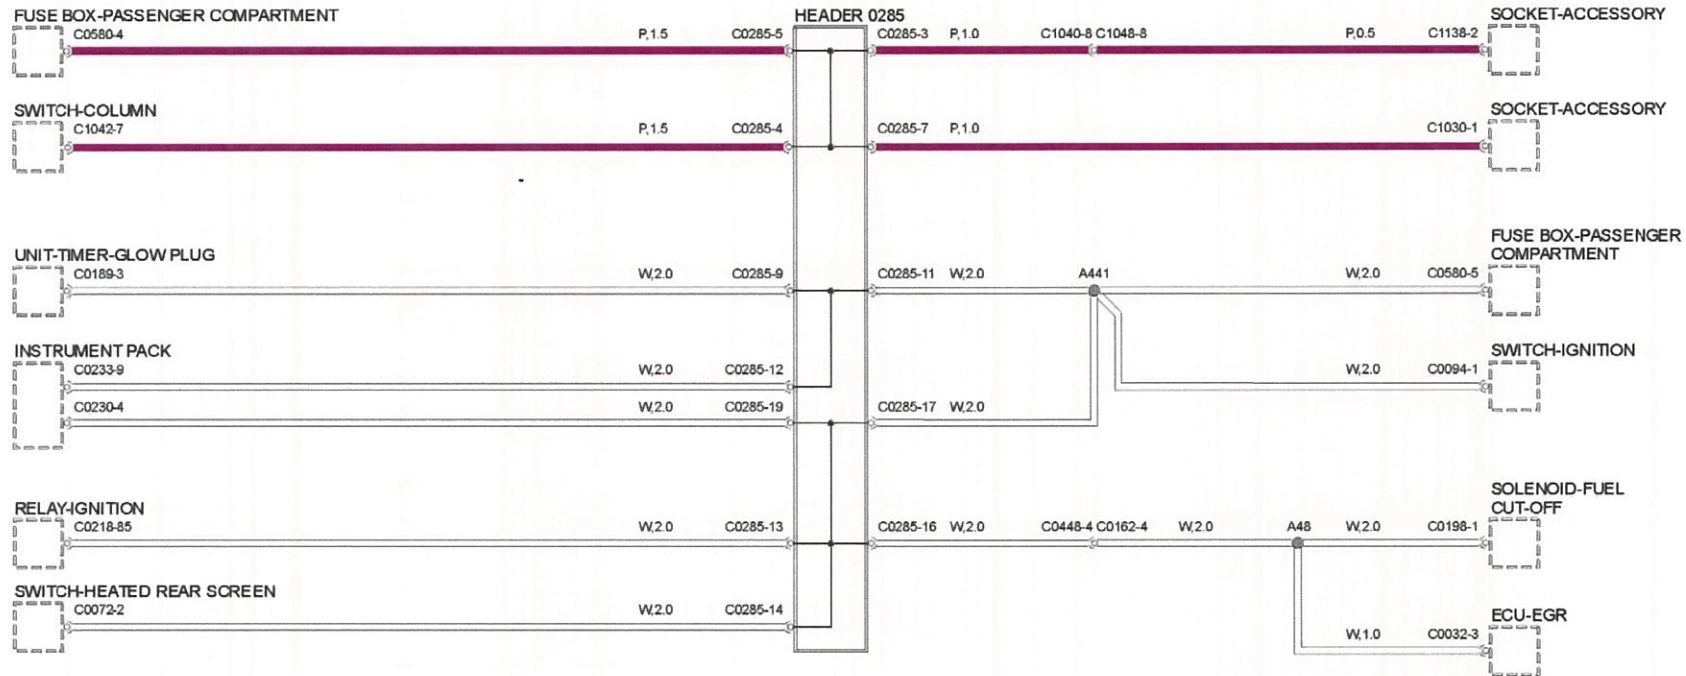 FUSE BOX-PASSENGER COMPARTMENT
HEADER 0285
SOCKET-ACCESSORY
C0580-4 P,1.5 C0285-5 C0285-3 P,1.0 C1040-8 C1048-8 P,0.5 C1138-2
SWITCH-COLUMN
SOCKET-ACCESSORY
C1042-7 P,1.5 C0285-4 C0285-7 P,1.0 C1030-1
UNIT-TIMER-GLOW PLUG
FUSE BOX-PASSENGER
COMPARTMENT
C0189-3 W,2.0 C0285-9 C0285-11 W,2.0 A441 W,2.0 C0580-5
INSTRUMENT PACK
SWITCH-IGNITION
C0233-9 W,2.0 C0285-12 W,2.0 C0094-1
C0230-4 W,2.0 C0285-19 C0285-17 W,2.0
RELAY-IGNITION
SOLENOID-FUEL
CUT-OFF
C0218-85 W,2.0 C0285-13 C0285-16 W,2.0 C0448-4 C0162-4 W,2.0 A48 W,2.0 C0198-1
SWITCH-HEATED REAR SCREEN
ECU-EGR
C0072-2 W,2.0 C0285-14 W,1.0 C0032-3